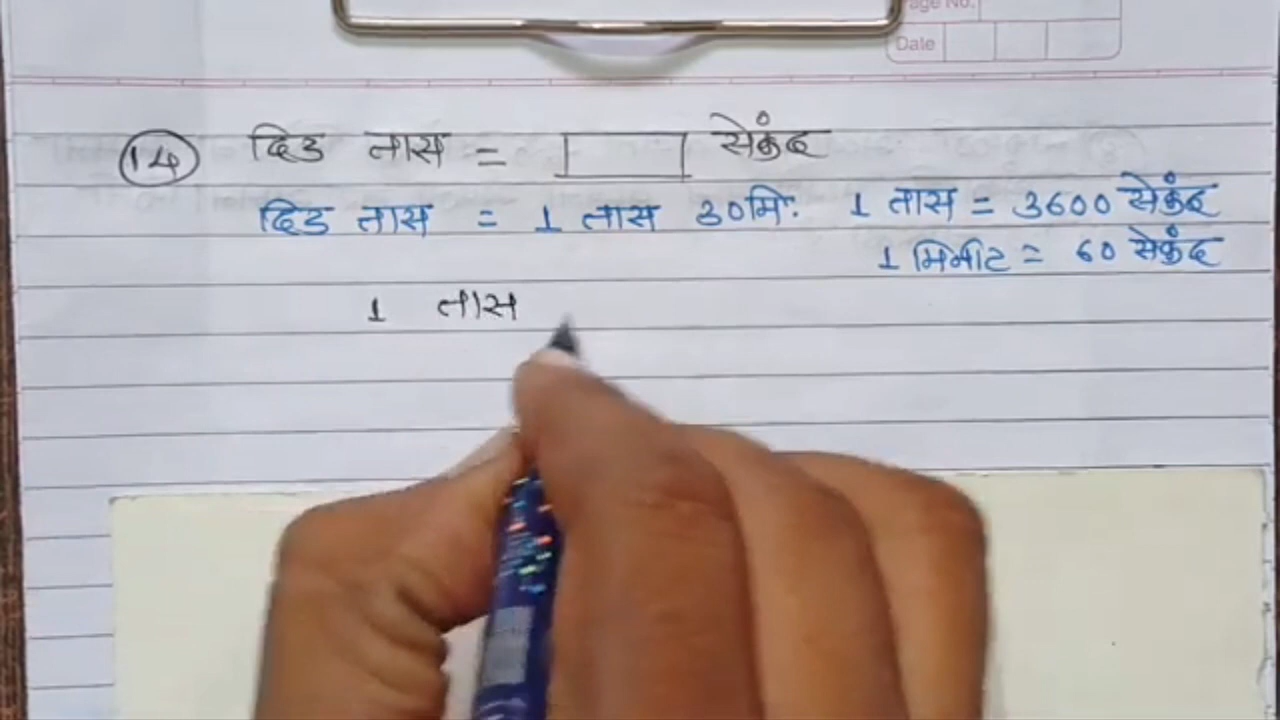 Page No.
Date
14 दिड तास = सेकंद
दिड तास = 1 तास 30 मि. 1 तास = 3600 सेकंद
1 मिनीट = 60 सेकंद
1 तास